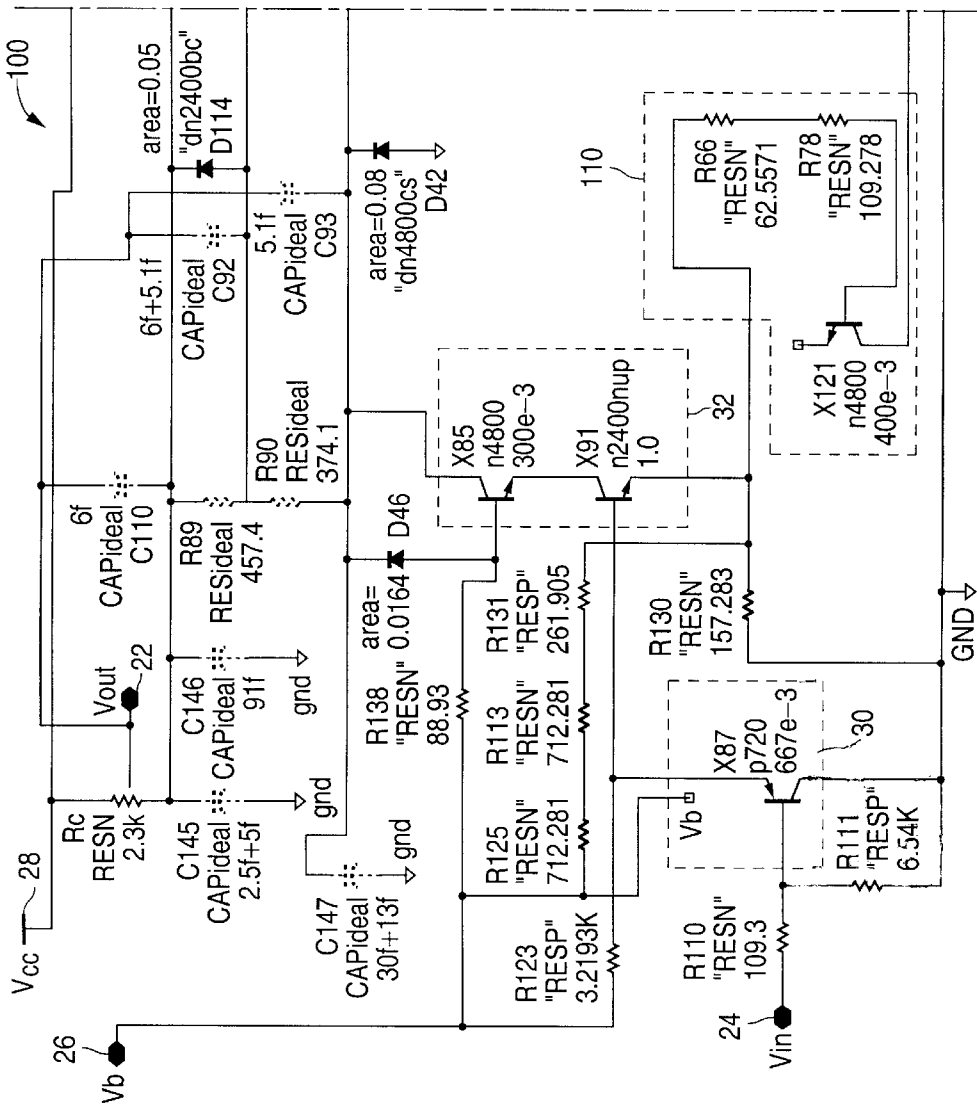 100
Vcc
28
Rc
RESN
2.3k
Vout
22
6f
CAPideal
C110
6f+5.1f
CAPideal
C92
area=0.05
"dn2400bc"
D114
C145
CAPideal
2.5f+5f
gnd
C146
CAPideal
91f
gnd
R89
RESideal
457.4
R90
RESideal
374.1
5.1f
CAPideal
C93
area=0.08
"dn4800cs"
D42
26
Vb
C147
CAPideal
30f+13f
gnd
area=
0.0164
D46
R138
"RESN"
88.93
X85
n4800
300e-3
X91
n2400nup
1.0
32
110
R66
"RESN"
62.5571
R78
"RESN"
109.278
X121
n4800
400e-3
R123
"RESP"
3.2193K
R125
"RESN"
712.281
R113
"RESN"
712.281
R131
"RESP"
261.905
R130
"RESN"
157.283
Vb
X87
p720
667e-3
30
24
Vin
R110
"RESN"
109.3
R111
"RESP"
6.54K
GND